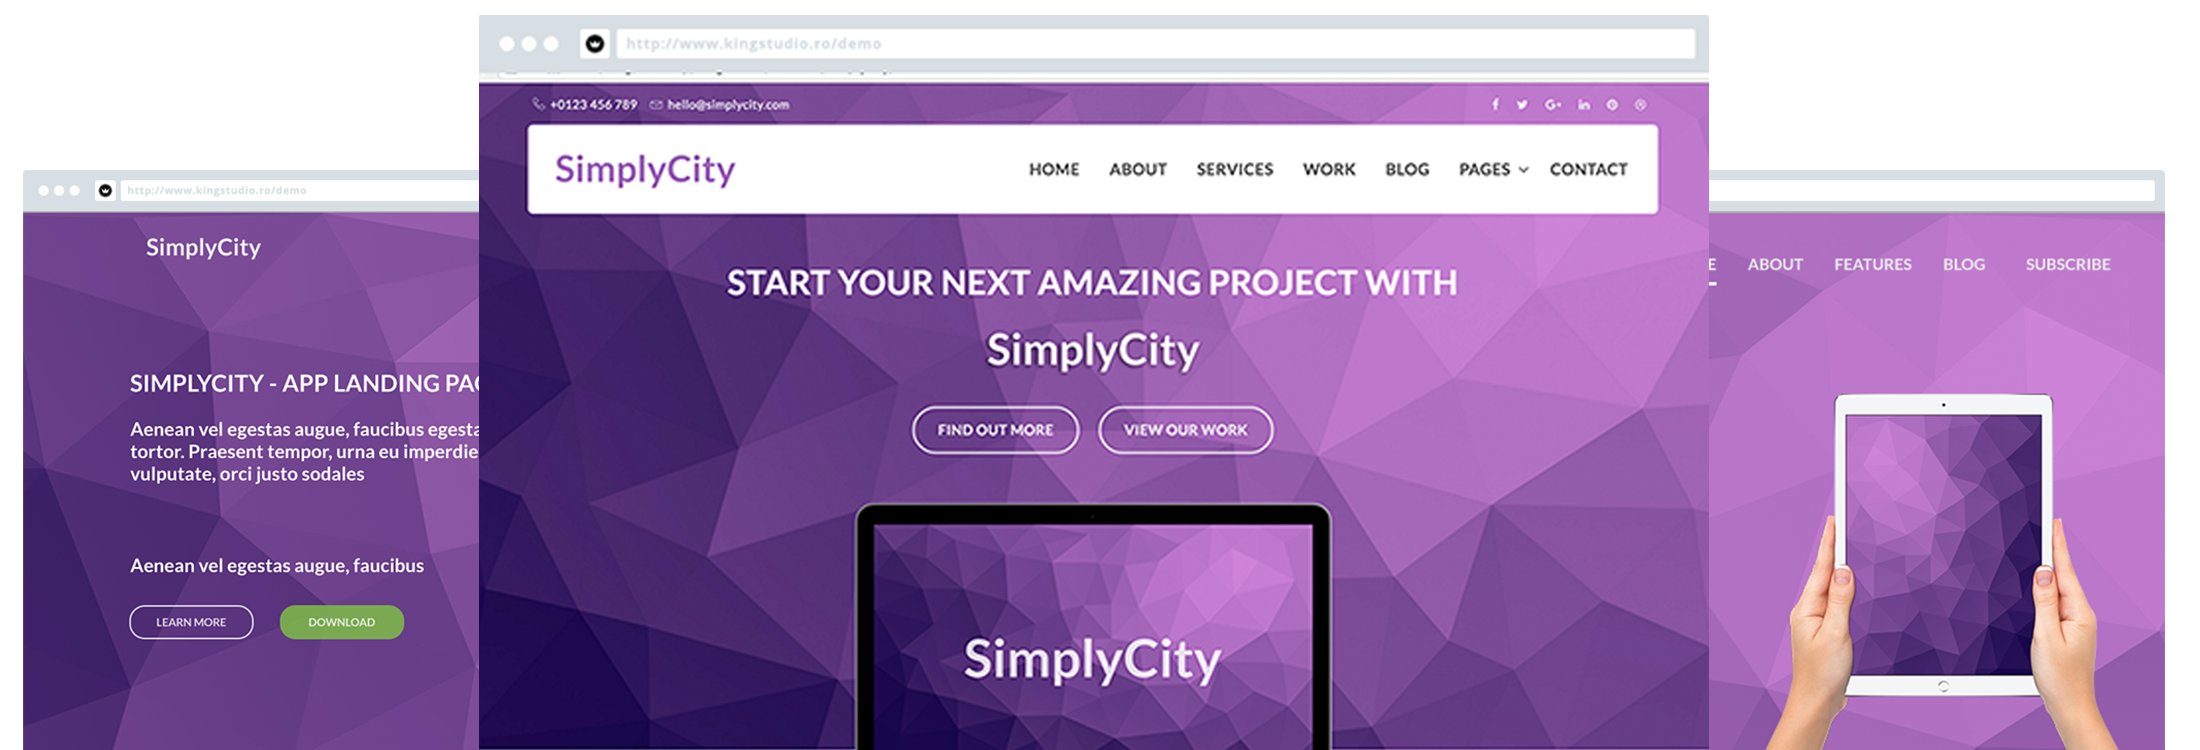 http://www.kingstudio.ro/demo
+0123 456 789 hello@simplycity.com
SimplyCity
HOME ABOUT SERVICES WORK BLOG PAGES CONTACT
START YOUR NEXT AMAZING PROJECT WITH
SimplyCity
FIND OUT MORE VIEW OUR WORK
SimplyCity
http://www.kingstudio.ro/demo
SimplyCity
SIMPLYCITY - APP LANDING
Aenean vel egestas augue, faucibus
tortor. Praesent tempor, urna eu
vulputate, orci justo sodales
Aenean vel egestas augue, faucibus
LEARN MORE DOWNLOAD
ABOUT FEATURES BLOG SUBSCRIBE